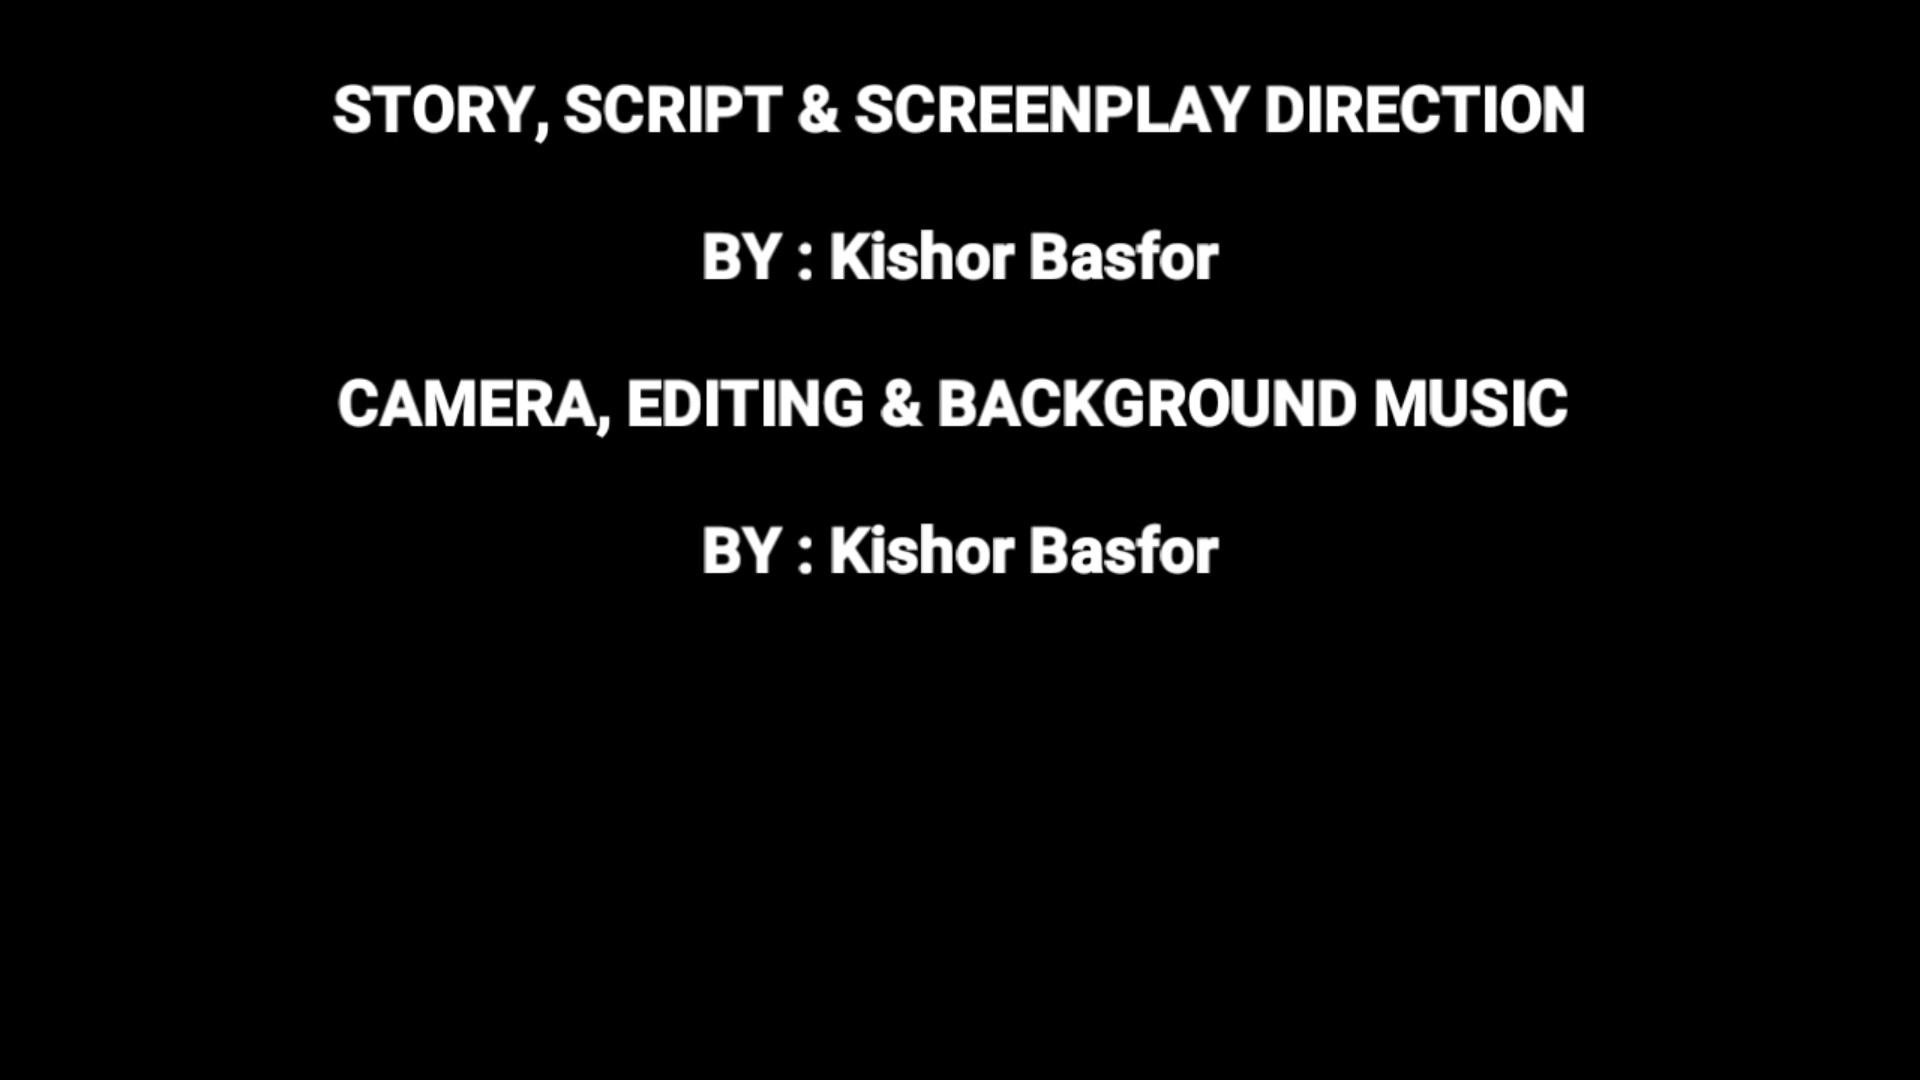 STORY, SCRIPT & SCREENPLAY DIRECTION
BY : Kishor Basfor
CAMERA, EDITING & BACKGROUND MUSIC
BY : Kishor Basfor